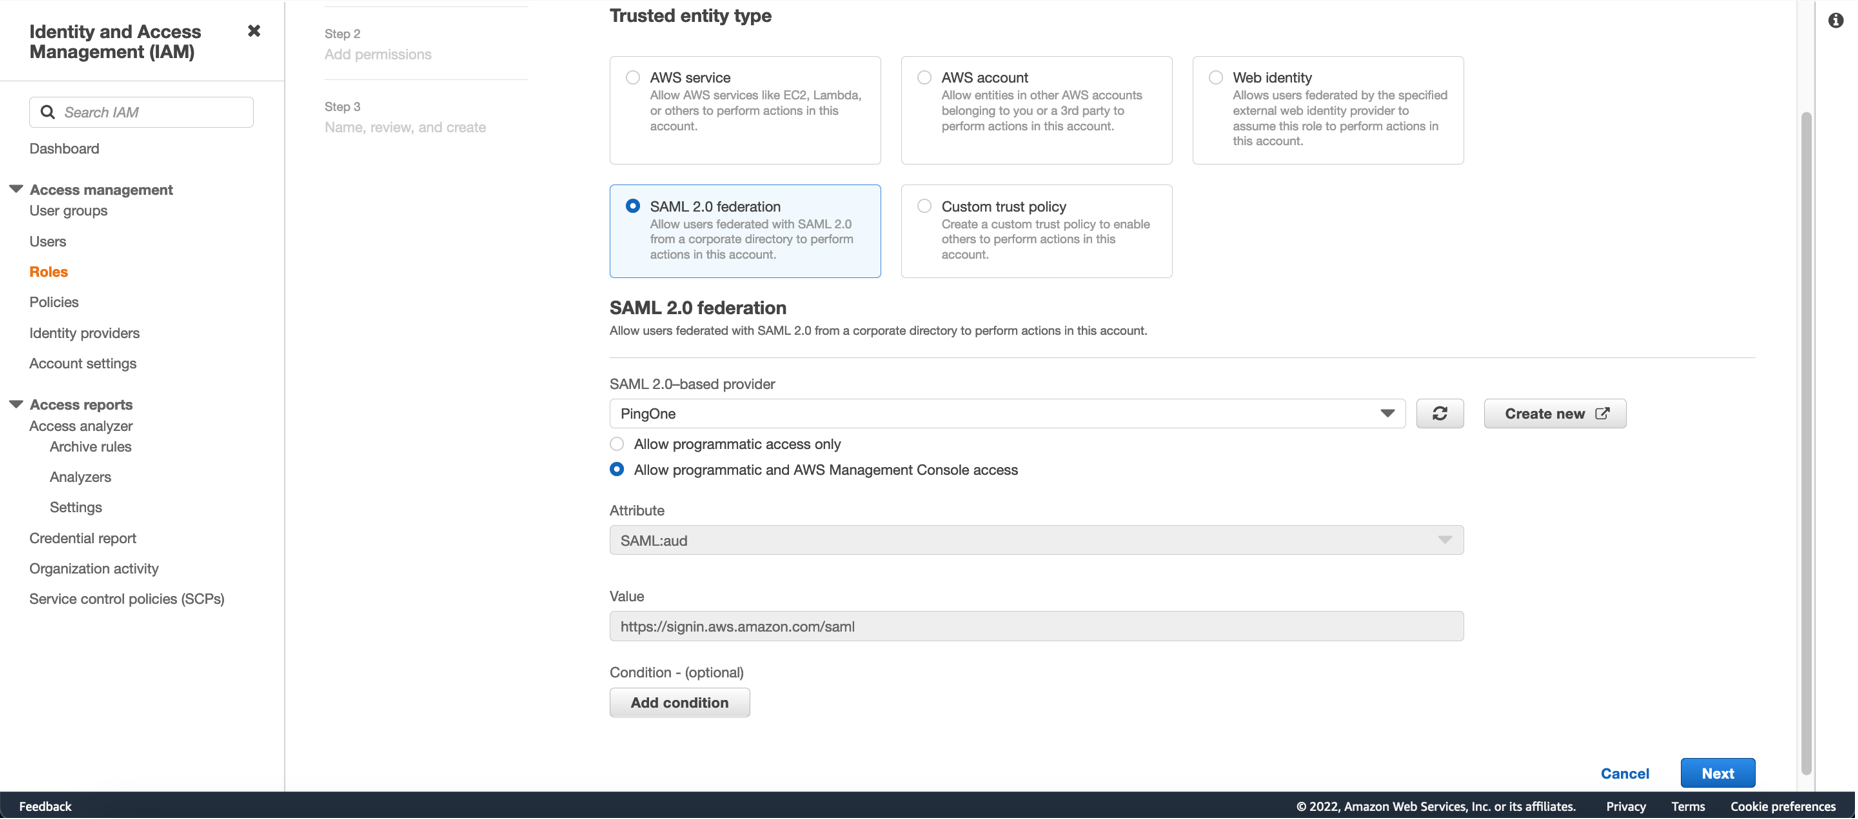 Identity and Access
Management (IAM)
Search IAM
Dashboard
Access management
User groups
Users
Roles
Policies
Identity providers
Account settings
Access reports
Access analyzer
Archive rules
Analyzers
Settings
Credential report
Organization activity
Service control policies (SCPs)
Step 2
Add permissions
Step 3
Name, review, and create
Trusted entity type
AWS service
Allow AWS services like EC2, Lambda,
or others to perform actions in this
account.
AWS account
Allow entities in other AWS accounts
belonging to you or a 3rd party to
perform actions in this account.
Web identity
Allows users federated by the specified
external web identity provider to
assume this role to perform actions in
this account.
SAML 2.0 federation
Allow users federated with SAML 2.0
from a corporate directory to perform
actions in this account.
Custom trust policy
Create a custom trust policy to enable
others to perform actions in this
account.
SAML 2.0 federation
Allow users federated with SAML 2.0 from a corporate directory to perform actions in this account.
SAML 2.0–based provider
PingOne
Create new
Allow programmatic access only
Allow programmatic and AWS Management Console access
Attribute
SAML:aud
Value
https://signin.aws.amazon.com/saml
Condition - (optional)
Add condition
Cancel
Next
Feedback
© 2022, Amazon Web Services, Inc. or its affiliates.
Privacy
Terms
Cookie preferences